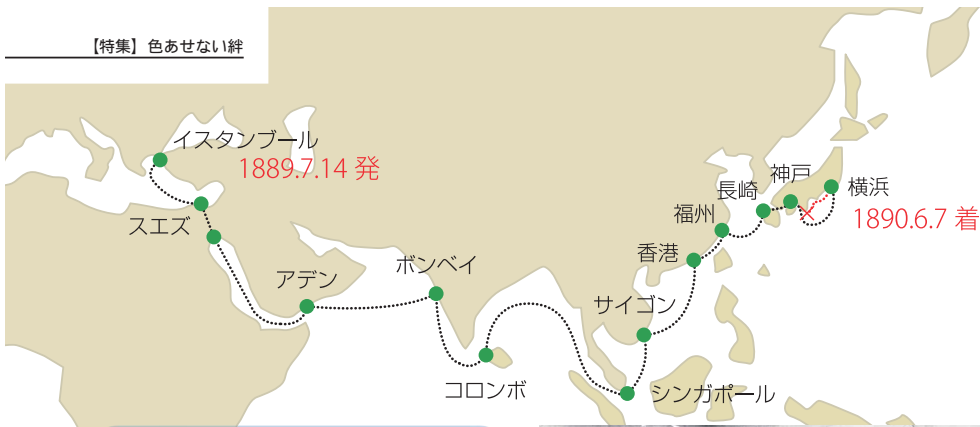 【特集】色あせない絆
イスタンブール
1889.7.14 発
スエズ
アデン
ボンベイ
コロンボ
シンガポール
サイゴン
香港
福州
長崎
神戸
横浜
1890.6.7 着